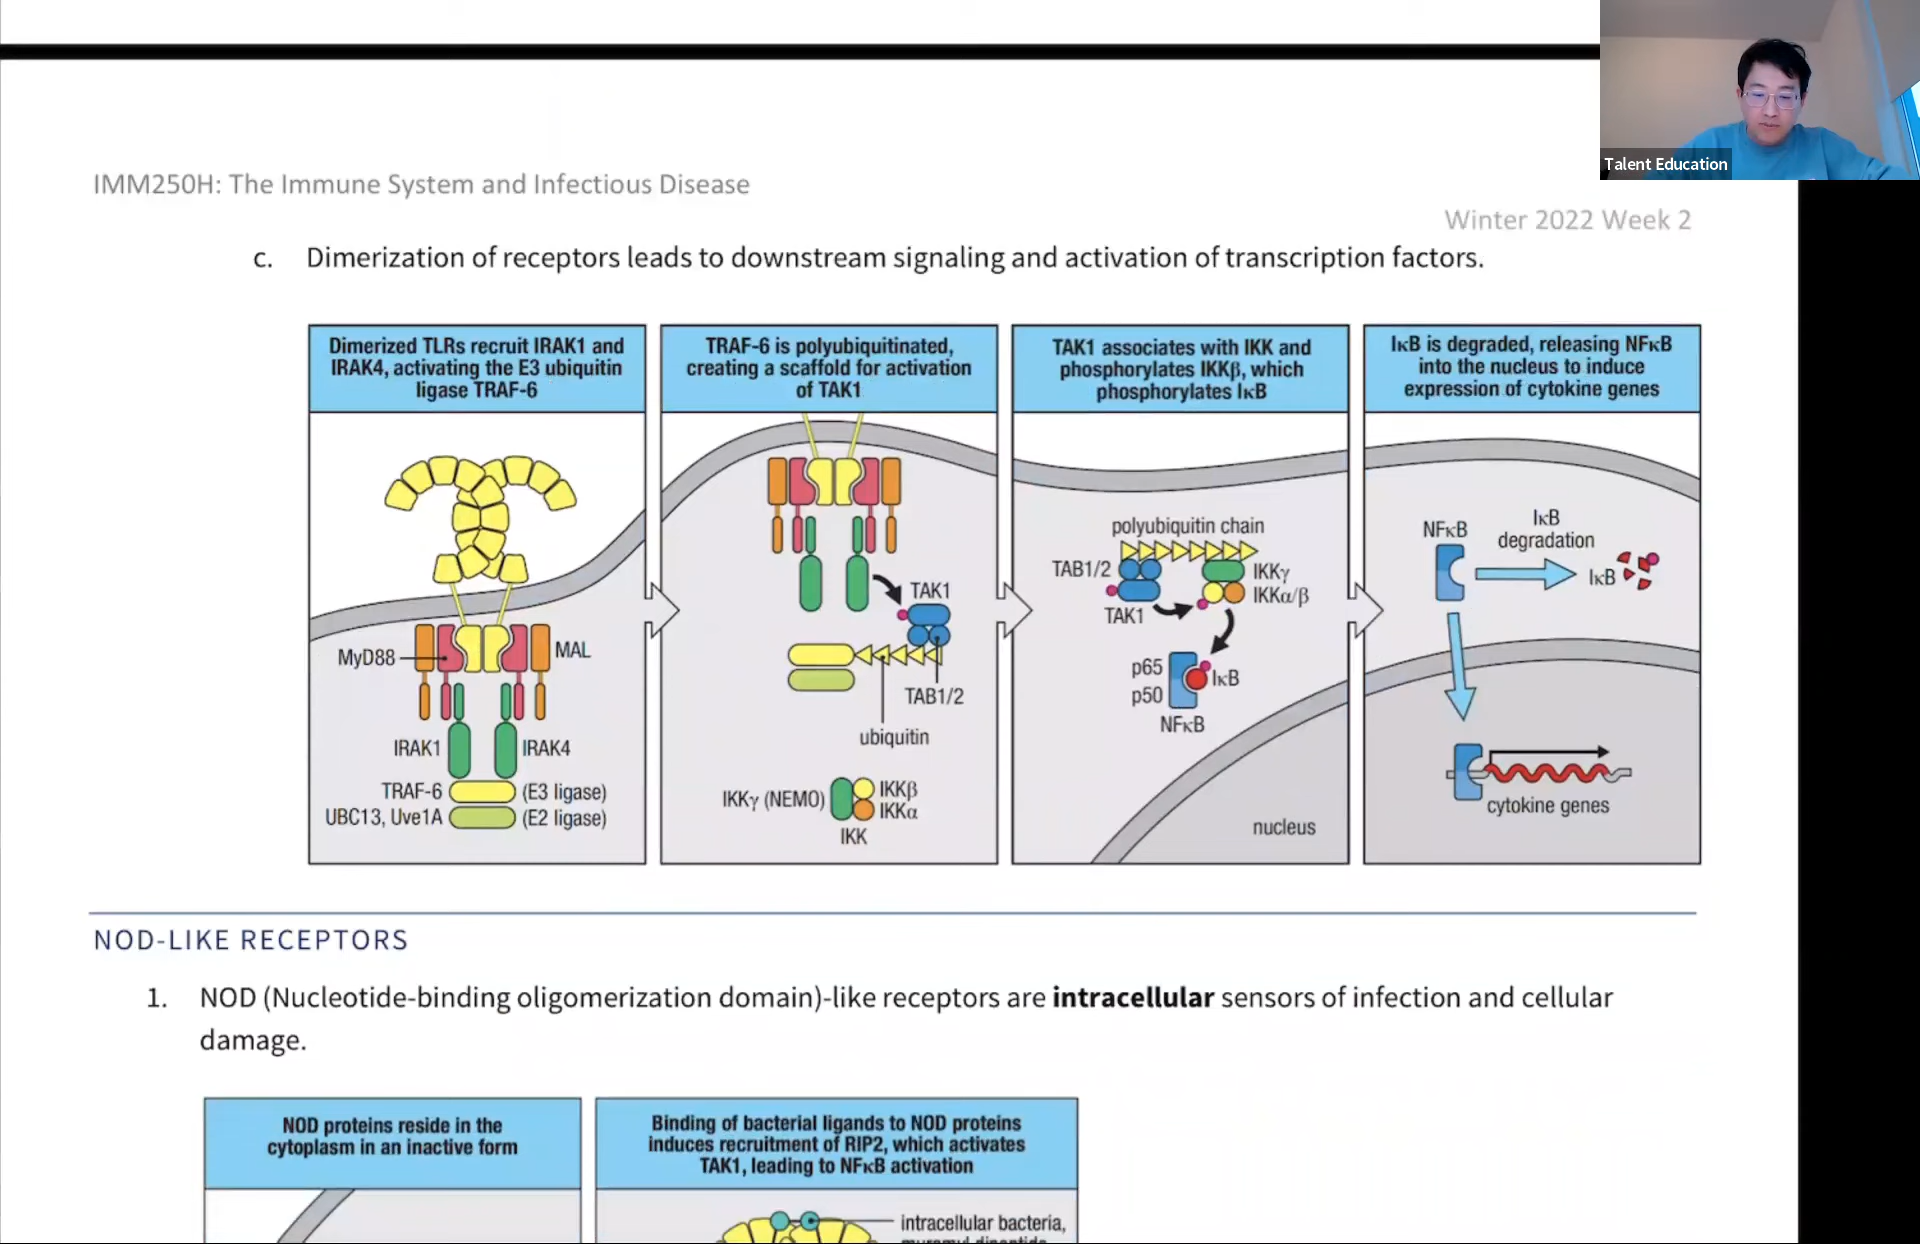 Talent Education
IMM250H: The Immune System and Infectious Disease
Winter 2022 Week 2
c. Dimerization of receptors leads to downstream signaling and activation of transcription factors.
Dimerized TLRs recruit IRAK1 and
IRAK4, activating the E3 ubiquitin
ligase TRAF-6
MyD88
MAL
IRAK1
IRAK4
TRAF-6
(E3 ligase)
UBC13, Uve1A
(E2 ligase)
TRAF-6 is polyubiquitinated,
creating a scaffold for activation
of TAK1
TAK1
TAB1/2
ubiquitin
IKKγ (NEMO)
IKKβ
IKKα
IKK
TAK1 associates with IKK and
phosphorylates IKKβ, which
phosphorylates IκB
polyubiquitin chain
TAB1/2
IKKγ
IKKα/β
TAK1
p65
p50
IκB
NFκB
nucleus
IκB is degraded, releasing NFκB
into the nucleus to induce
expression of cytokine genes
NFκB
IκB
degradation
IκB
cytokine genes
NOD-LIKE RECEPTORS
1. NOD (Nucleotide-binding oligomerization domain)-like receptors are intracellular sensors of infection and cellular
damage.
NOD proteins reside in the
cytoplasm in an inactive form
Binding of bacterial ligands to NOD proteins
induces recruitment of RIP2, which activates
TAK1, leading to NFκB activation
intracellular bacteria,